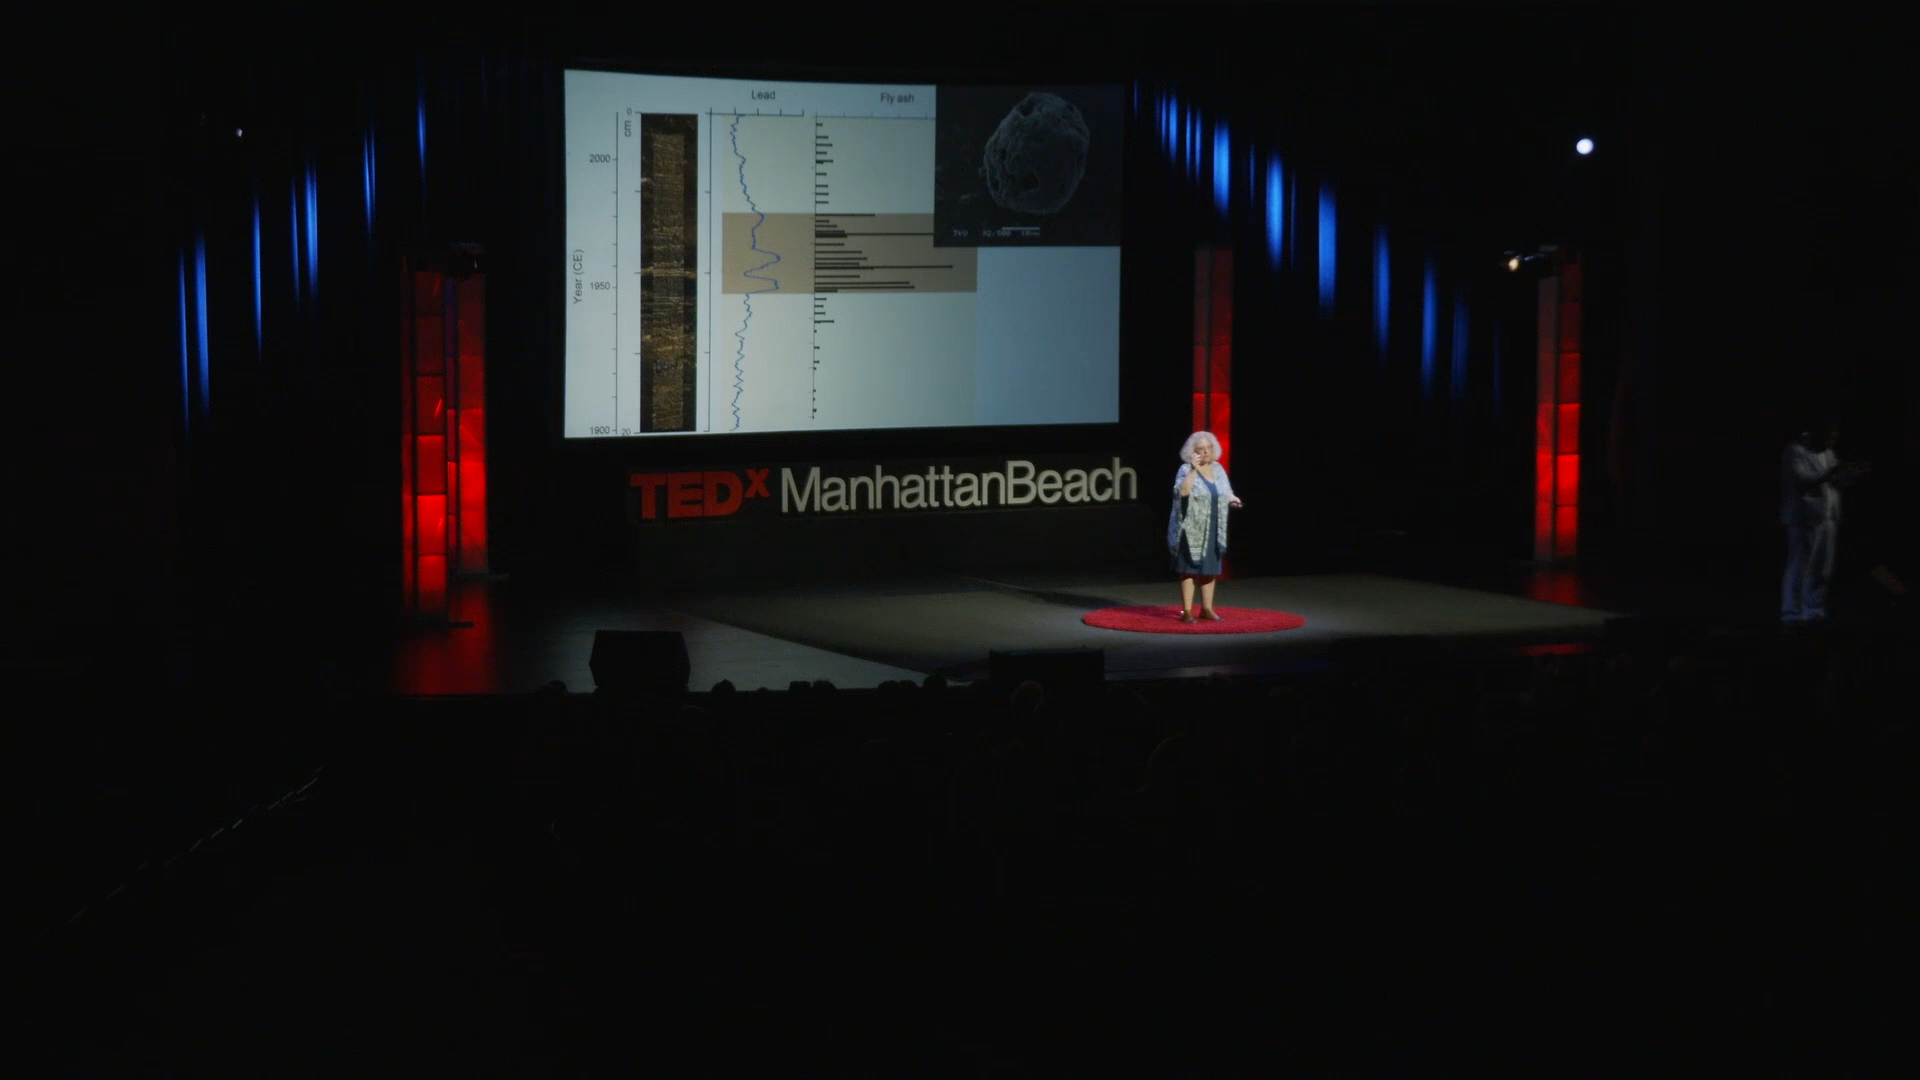 Lead
Fly ash
0
cm
2000
Year (CE)
1950
1900
20
TEDx ManhattanBeach